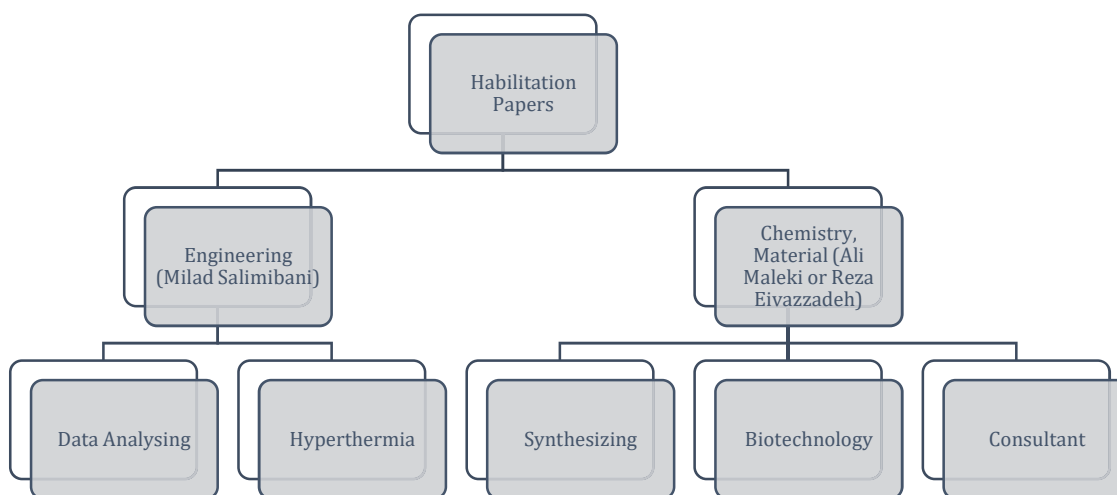 Habilitation
Papers
Engineering
(Milad Salimibani)
Chemistry,
Material (Ali
Maleki or Reza
Eivazzadeh)
Data Analysing
Hyperthermia
Synthesizing
Biotechnology
Consultant